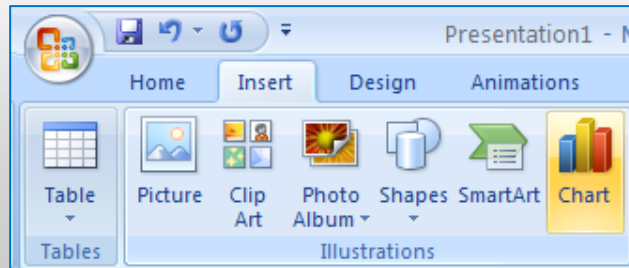 Presentation1 -
Home Insert Design Animations
Table Picture Clip Art Photo Album Shapes SmartArt Chart
Tables Illustrations